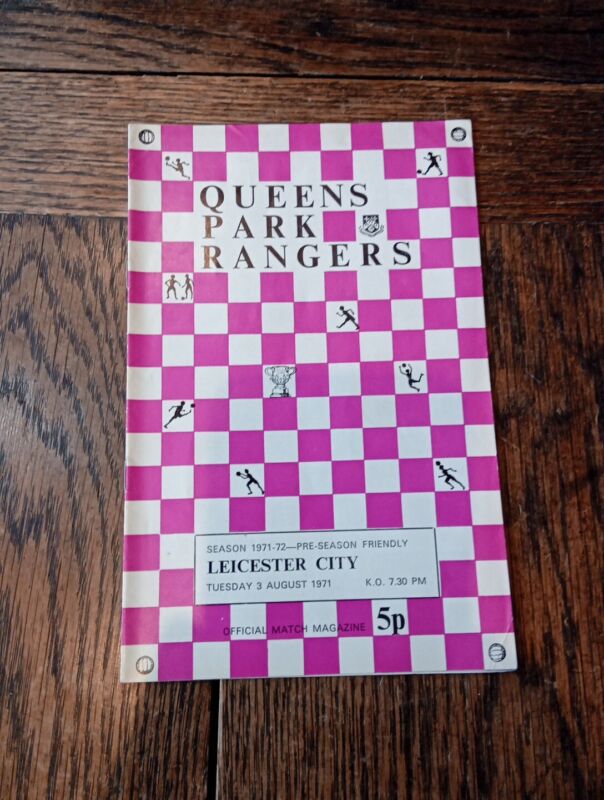 QUEENS
PARK
RANGERS
SEASON 1971-72—PRE-SEASON FRIENDLY
LEICESTER CITY
TUESDAY 3 AUGUST 1971 K.O. 7.30 PM
OFFICIAL MATCH MAGAZINE 5p